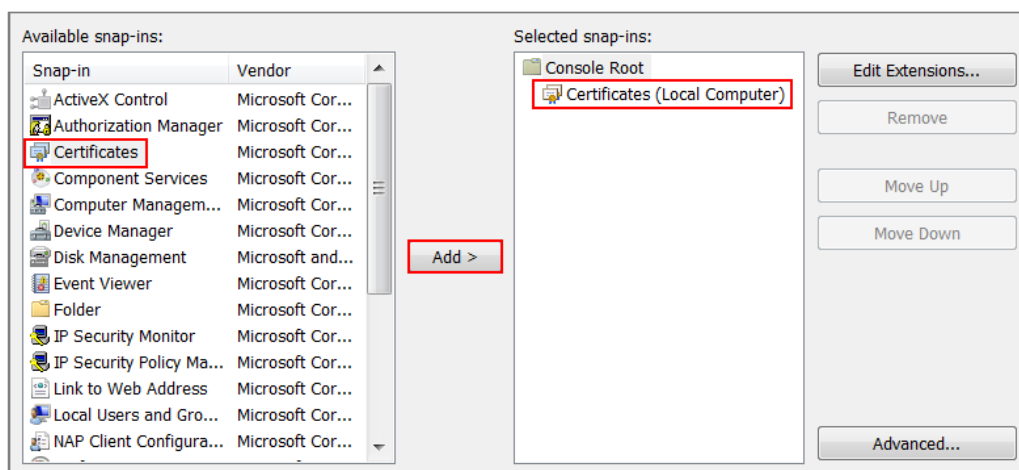 Available snap-ins:
Snap-in Vendor
ActiveX Control Microsoft Cor...
Authorization Manager Microsoft Cor...
Certificates Microsoft Cor...
Component Services Microsoft Cor...
Computer Managem... Microsoft Cor...
Device Manager Microsoft Cor...
Disk Management Microsoft and...
Event Viewer Microsoft Cor...
Folder Microsoft Cor...
IP Security Monitor Microsoft Cor...
IP Security Policy Ma... Microsoft Cor...
Link to Web Address Microsoft Cor...
Local Users and Gro... Microsoft Cor...
NAP Client Configura... Microsoft Cor...
Add >
Selected snap-ins:
Console Root
Certificates (Local Computer)
Edit Extensions...
Remove
Move Up
Move Down
Advanced...